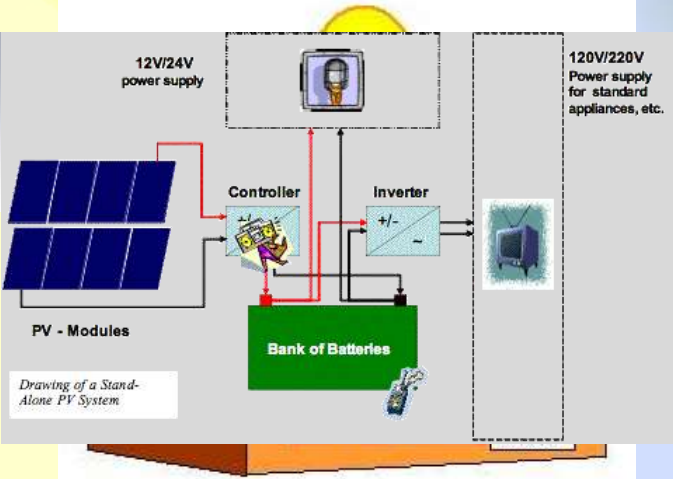 12V/24V
power supply
120V/220V
Power supply
for standard
appliances, etc.
Controller
Inverter
+/-
+/-
~
PV - Modules
Bank of Batteries
Drawing of a Stand-
Alone PV System